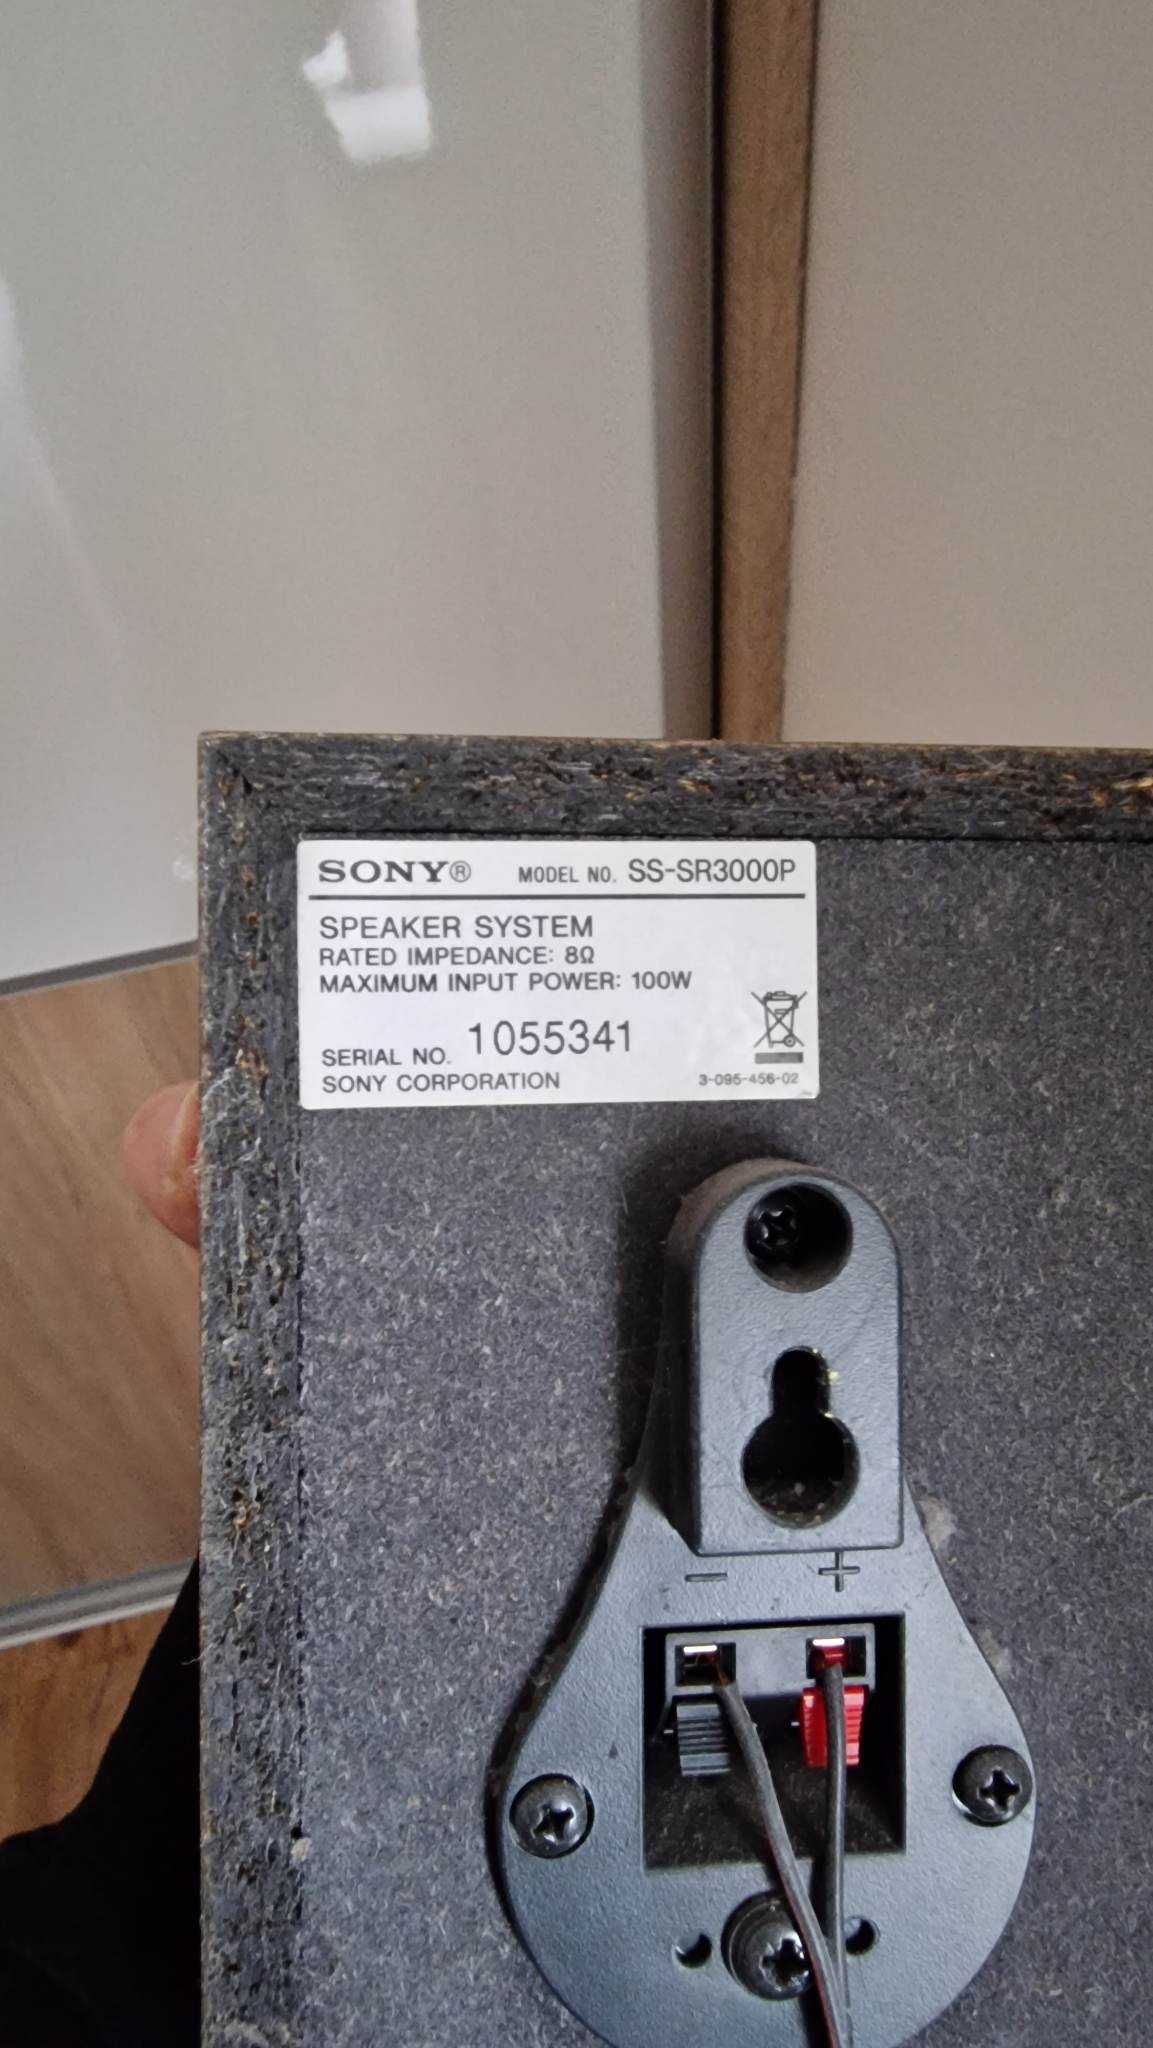 SONY® MODEL NO. SS-SR3000P
SPEAKER SYSTEM
RATED IMPEDANCE: 8Ω
MAXIMUM INPUT POWER: 100W
SERIAL NO. 1055341
SONY CORPORATION 3-095-456-02
− +